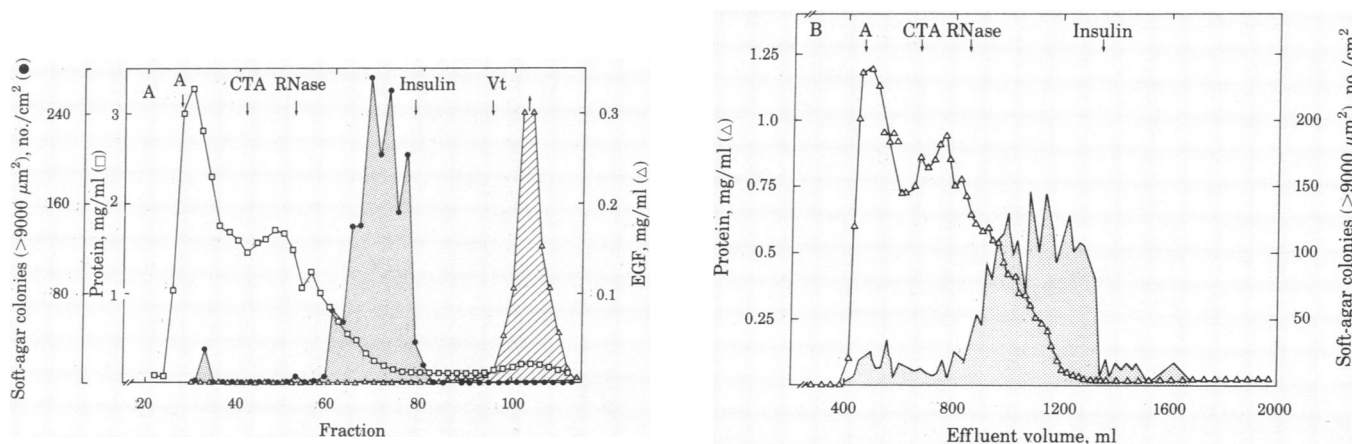 A
A
CTA RNase
Insulin
Vt
Soft-agar colonies (>9000 μm²), no./cm² (●)
240
160
80
Protein, mg/ml (□)
3
2
1
0.3
0.2
0.1
EGF, mg/ml (△)
20 40 60 80 100
Fraction
B
A
CTA RNase
Insulin
Protein, mg/ml (△)
1.25
1.0
0.75
0.5
0.25
200
150
100
50
Soft-agar colonies (>9000 μm²), no./cm²
400 800 1200 1600 2000
Effluent volume, ml